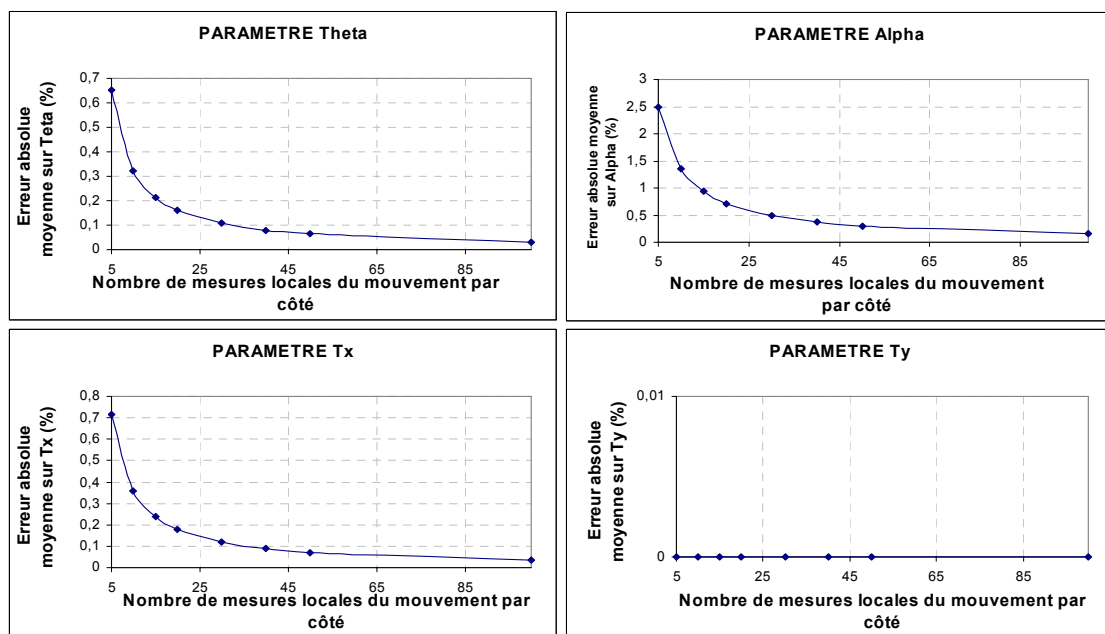 PARAMETRE Theta
Erreur absolue
moyenne sur Teta (%)
0,7
0,6
0,5
0,4
0,3
0,2
0,1
0
5 25 45 65 85
Nombre de mesures locales du mouvement par
côté
PARAMETRE Alpha
Erreur absolue moyenne
sur Alpha (%)
3
2,5
2
1,5
1
0,5
0
5 25 45 65 85
Nombre de mesures locales du mouvement
par côté
PARAMETRE Tx
Erreur absolue
moyenne sur Tx (%)
0,8
0,7
0,6
0,5
0,4
0,3
0,2
0,1
0
5 25 45 65 85
Nombre de mesures locales du mouvement par
côté
PARAMETRE Ty
Erreur absolue
moyenne sur Ty (%)
0,01
0
5 25 45 65 85
Nombre de mesures locales du mouvement par
côté